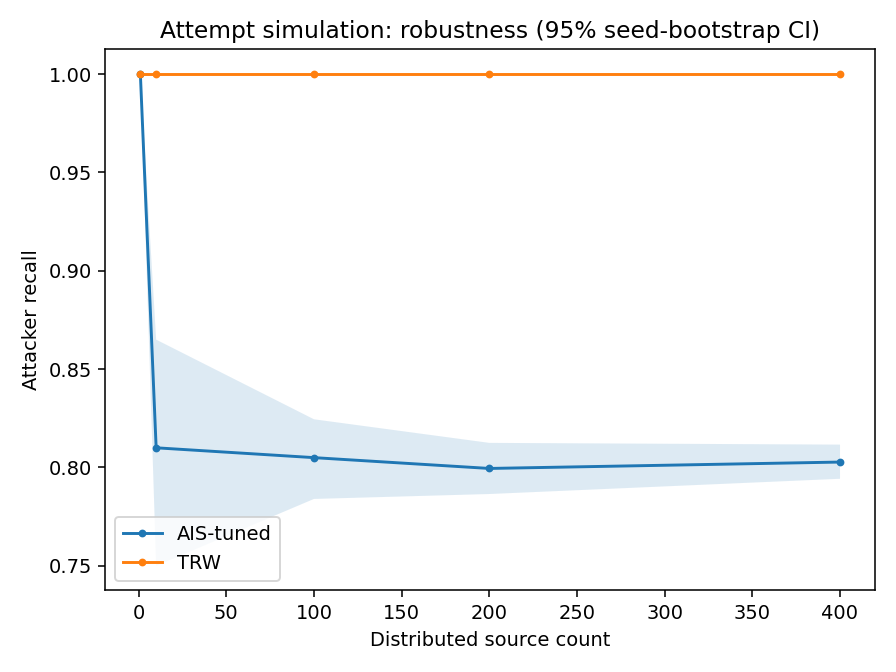 Attempt simulation: robustness (95% seed-bootstrap CI)
1.00
0.95
0.90
0.85
0.80
0.75
Attacker recall
AIS-tuned
TRW
0 50 100 150 200 250 300 350 400
Distributed source count